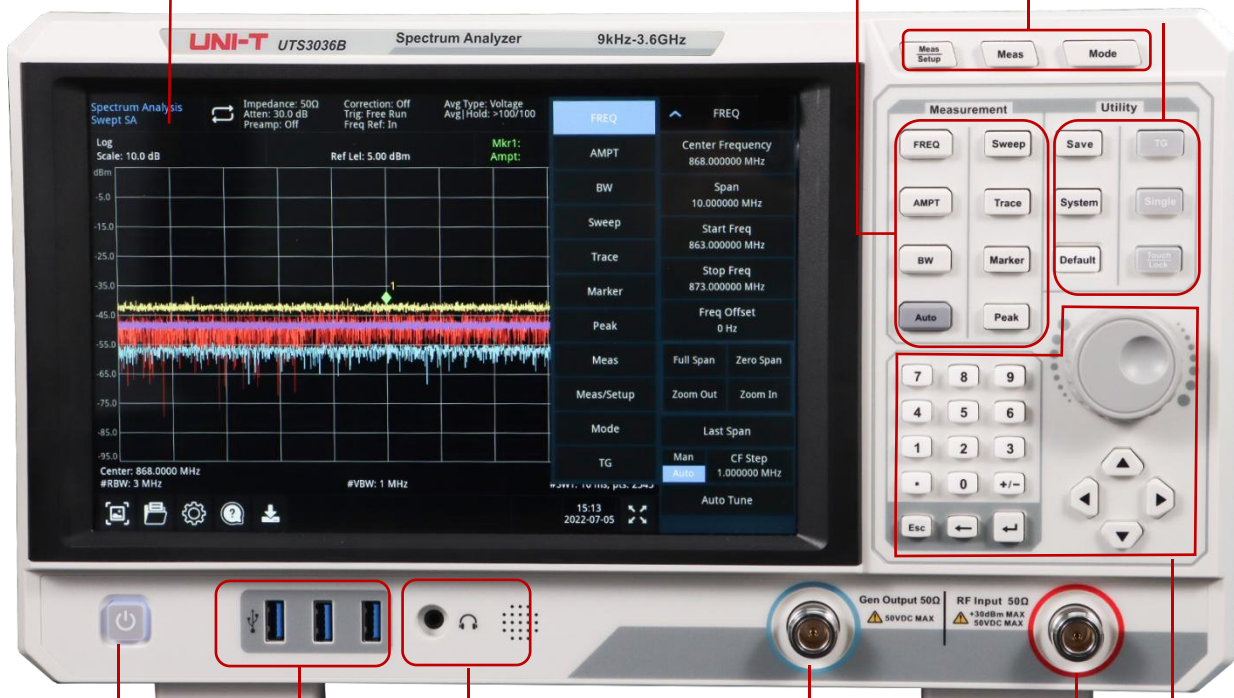 UNI-T UTS3036B Spectrum Analyzer 9kHz-3.6GHz
Meas Setup
Meas
Mode
Spectrum Analysis
Swept SA
Impedance: 50Ω
Atten: 30.0 dB
Preamp: Off
Correction: Off
Trig: Free Run
Freq Ref: In
Avg Type: Voltage
Avg|Hold: >100/100
Log
Scale: 10.0 dB
Ref Lel: 5.00 dBm
Mkr1:
Ampt:
dBm
-5.0
-15.0
-25.0
-35.0
-45.0
-55.0
-65.0
-75.0
-85.0
-95.0
1
Center: 868.0000 MHz
#RBW: 3 MHz
#VBW: 1 MHz
15:13
2022-07-05
FREQ
AMPT
BW
Sweep
Trace
Marker
Peak
Meas
Meas/Setup
Mode
TG
FREQ
Center Frequency
868.000000 MHz
Span
10.000000 MHz
Start Freq
863.000000 MHz
Stop Freq
873.000000 MHz
Freq Offset
0 Hz
Full Span Zero Span
Zoom Out Zoom In
Last Span
Man
Auto
CF Step
1.000000 MHz
Auto Tune
Measurement
Utility
FREQ Sweep Save TG
AMPT Trace System Single
BW Marker Default Touch Lock
Auto Peak
7 8 9
4 5 6
1 2 3
. 0 +/-
Esc
Gen Output 50Ω
50VDC MAX
RF Input 50Ω
+30dBm MAX
50VDC MAX